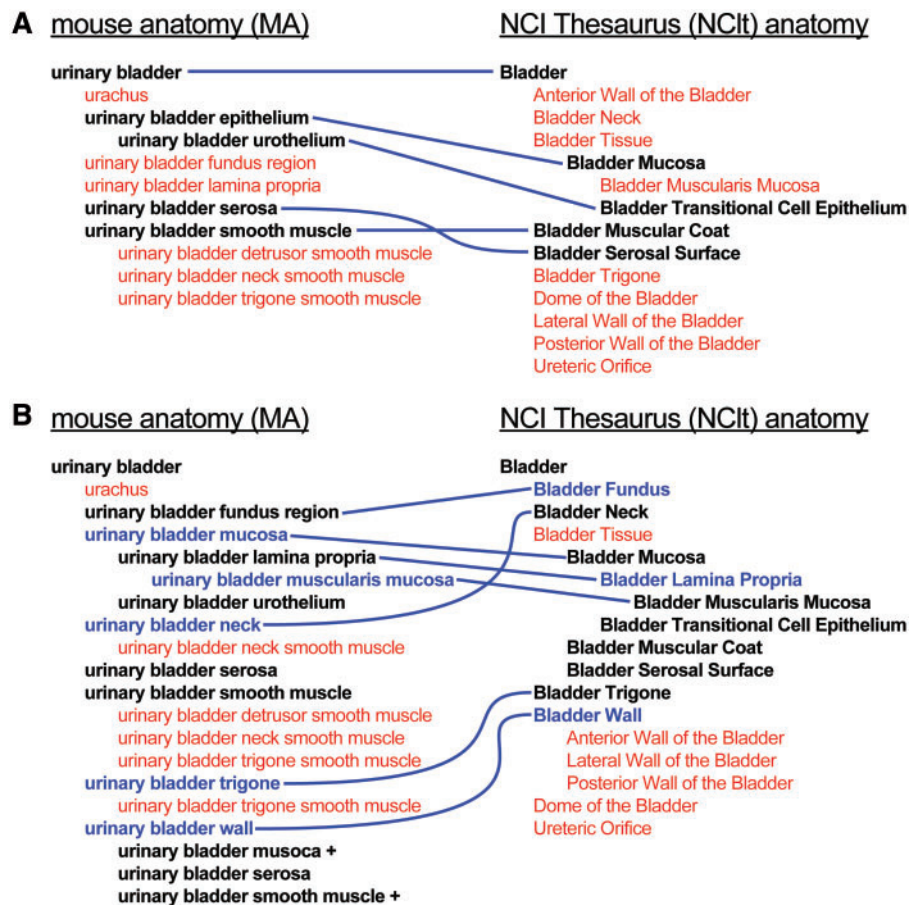 A
mouse anatomy (MA)
urinary bladder
urachus
urinary bladder epithelium
urinary bladder urothelium
urinary bladder fundus region
urinary bladder lamina propria
urinary bladder serosa
urinary bladder smooth muscle
urinary bladder detrusor smooth muscle
urinary bladder neck smooth muscle
urinary bladder trigone smooth muscle
NCI Thesaurus (NCIt) anatomy
Bladder
Anterior Wall of the Bladder
Bladder Neck
Bladder Tissue
Bladder Mucosa
Bladder Muscularis Mucosa
Bladder Transitional Cell Epithelium
Bladder Muscular Coat
Bladder Serosal Surface
Bladder Trigone
Dome of the Bladder
Lateral Wall of the Bladder
Posterior Wall of the Bladder
Ureteric Orifice
B
mouse anatomy (MA)
urinary bladder
urachus
urinary bladder fundus region
urinary bladder mucosa
urinary bladder lamina propria
urinary bladder muscularis mucosa
urinary bladder urothelium
urinary bladder neck
urinary bladder neck smooth muscle
urinary bladder serosa
urinary bladder smooth muscle
urinary bladder detrusor smooth muscle
urinary bladder neck smooth muscle
urinary bladder trigone smooth muscle
urinary bladder trigone
urinary bladder trigone smooth muscle
urinary bladder wall
urinary bladder musoca +
urinary bladder serosa
urinary bladder smooth muscle +
NCI Thesaurus (NCIt) anatomy
Bladder
Bladder Fundus
Bladder Neck
Bladder Tissue
Bladder Mucosa
Bladder Lamina Propria
Bladder Muscularis Mucosa
Bladder Transitional Cell Epithelium
Bladder Muscular Coat
Bladder Serosal Surface
Bladder Trigone
Bladder Wall
Anterior Wall of the Bladder
Lateral Wall of the Bladder
Posterior Wall of the Bladder
Dome of the Bladder
Ureteric Orifice